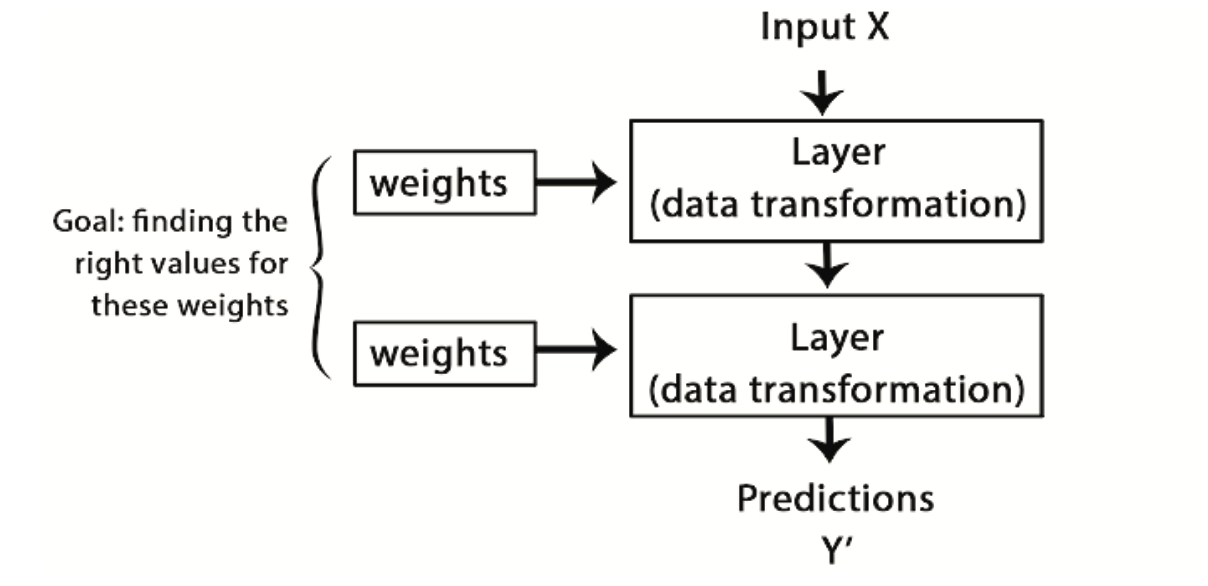 Input X
Layer
(data transformation)
weights
Goal: finding the
right values for
these weights
weights
Layer
(data transformation)
Predictions
Y′